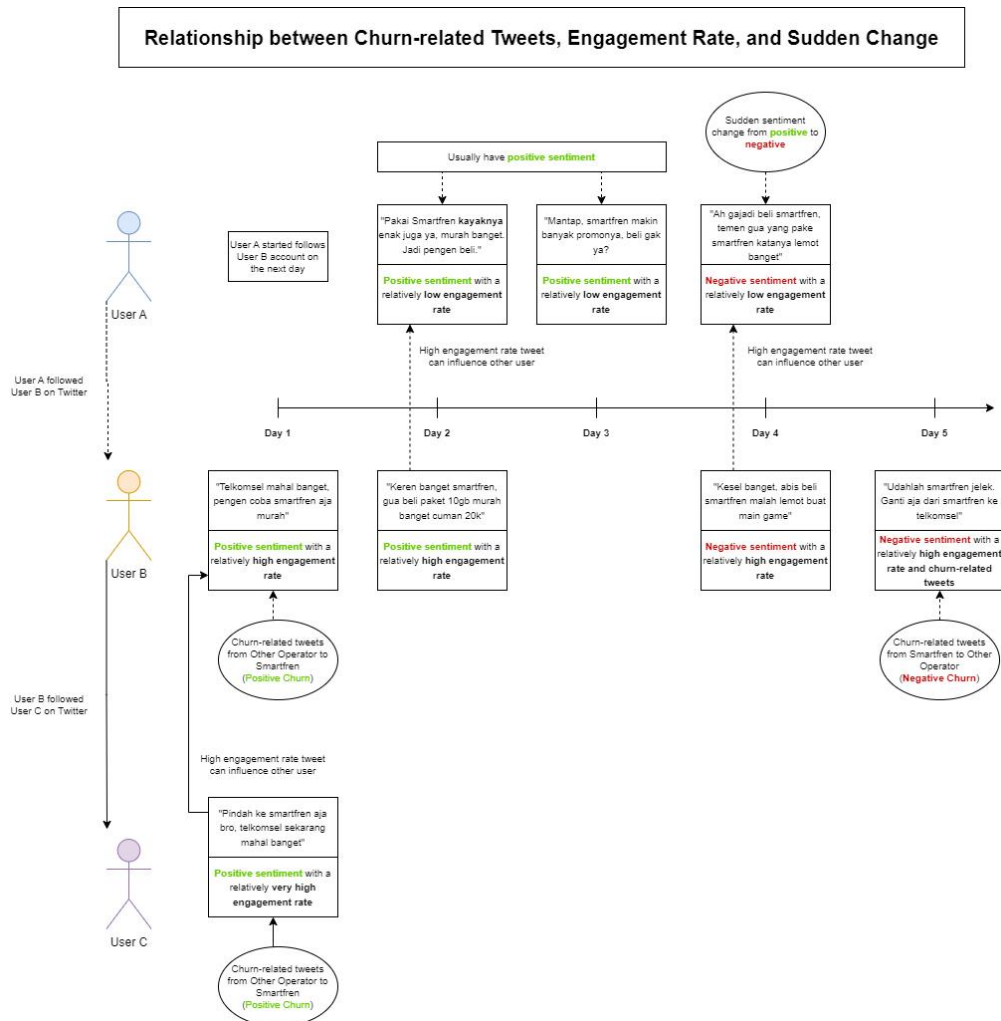 Relationship between Churn-related Tweets, Engagement Rate, and Sudden Change
Sudden sentiment
change from positive to
negative
Usually have positive sentiment
User A started follows
User B account on
the next day
"Pakai Smartfren kayaknya
enak juga ya, murah banget.
Jadi pengen beli."
Positive sentiment with a
relatively low engagement
rate
"Mantap, smartfren makin
banyak promonya, beli gak
ya?
Positive sentiment with a
relatively low engagement
rate
"Ah gajadi beli smartfren,
temen gua yang pake
smartfren katanya lemot
banget"
Negative sentiment with a
relatively low engagement
rate
User A
High engagement rate tweet
can influence other user
High engagement rate tweet
can influence other user
User A followed
User B on Twitter
Day 1
Day 2
Day 3
Day 4
Day 5
"Telkomsel mahal banget,
pengen coba smartfren aja
murah"
Positive sentiment with a
relatively high engagement
rate
"Keren banget smartfren,
gua beli paket 10gb murah
banget cuman 20k"
Positive sentiment with a
relatively high engagement
rate
"Kesel banget, abis beli
smartfren malah lemot buat
main game"
Negative sentiment with a
relatively high engagement
rate
"Udahlah smartfren jelek.
Ganti aja dari smartfren ke
telkomsel"
Negative sentiment with a
relatively high engagement
rate and churn-related
tweets
User B
Churn-related tweets
from Other Operator to
Smartfren
(Positive Churn)
Churn-related tweets
from Smartfren to Other
Operator
(Negative Churn)
User B followed
User C on Twitter
High engagement rate tweet
can influence other user
"Pindah ke smartfren aja
bro, telkomsel sekarang
mahal banget"
Positive sentiment with a
relatively very high
engagement rate
User C
Churn-related tweets
from Other Operator to
Smartfren
(Positive Churn)